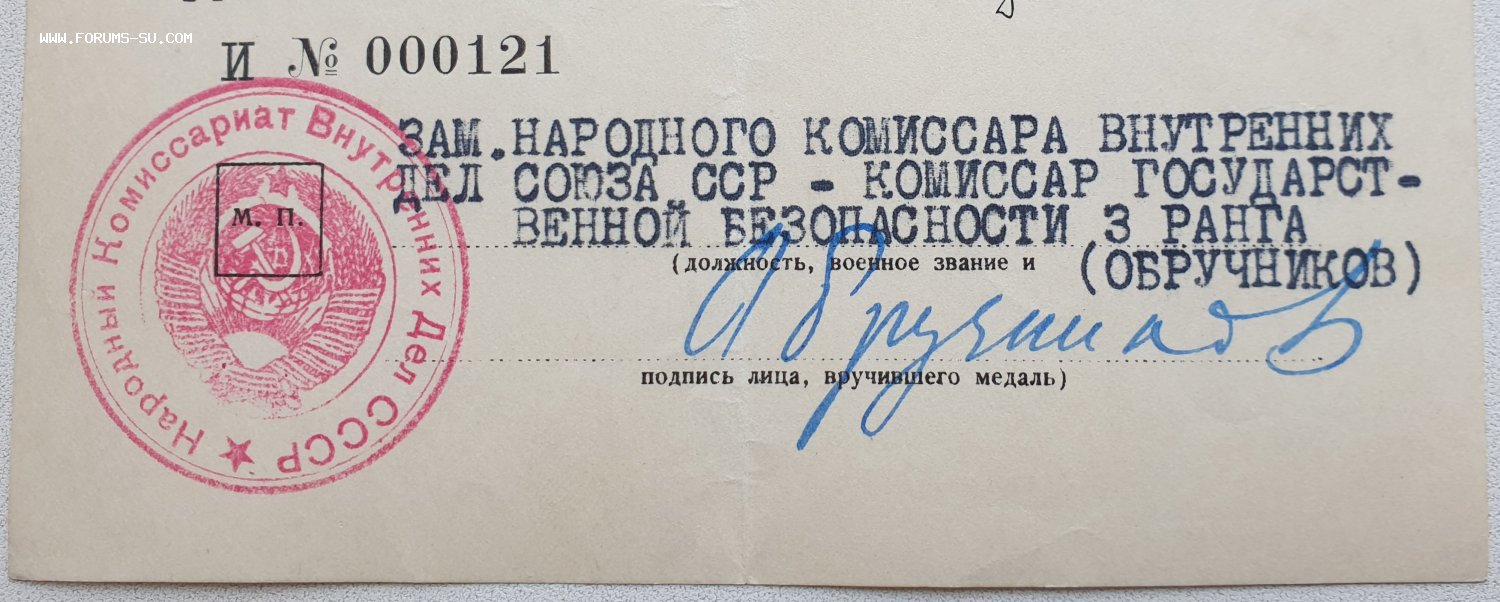 WWW.FORUMS-SU.COM
И № 000121
Народный Комиссариат Внутренних Дел СССР
М. П.
ЗАМ.НАРОДНОГО КОМИССАРА ВНУТРЕННИХ
ДЕЛ СОЮЗА ССР - КОМИССАР ГОСУДАРСТ-
ВЕННОЙ БЕЗОПАСНОСТИ 3 РАНГА
(должность, военное звание и
(ОБРУЧНИКОВ)
Обручников
подпись лица, вручившего медаль)